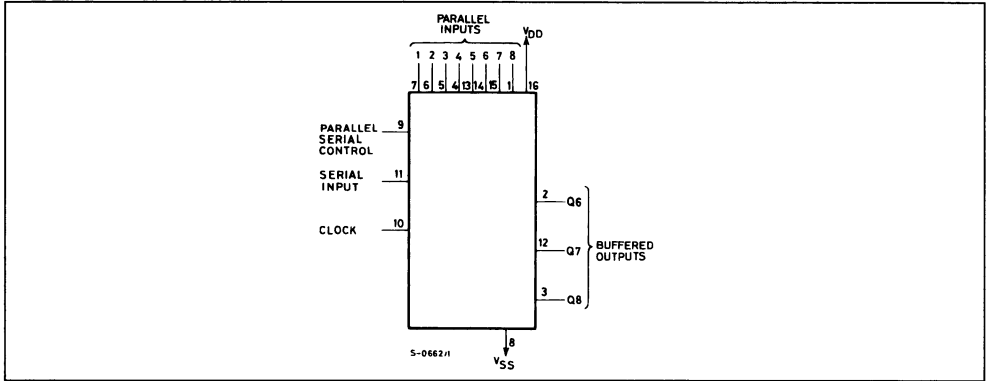 PARALLEL
INPUTS
V_DD
1 2 3 4 5 6 7 8
7 6 5 4 13 14 15 1 16
PARALLEL 9
SERIAL
CONTROL
SERIAL 11
INPUT
2 Q6
CLOCK 10
12 Q7
BUFFERED
OUTPUTS
3 Q8
S-0662/1
8
V_SS